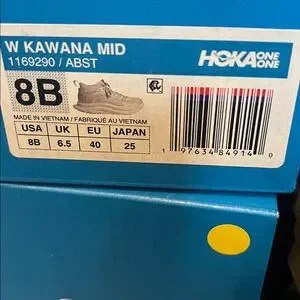 W KAWANA MID
1169290 / ABST
HOKA ONE ONE
8B
MADE IN VIETNAM / FABRIQUÉ AU VIETNAM
USA UK EU JAPAN
8B 6.5 40 25
1 97634 84914 0